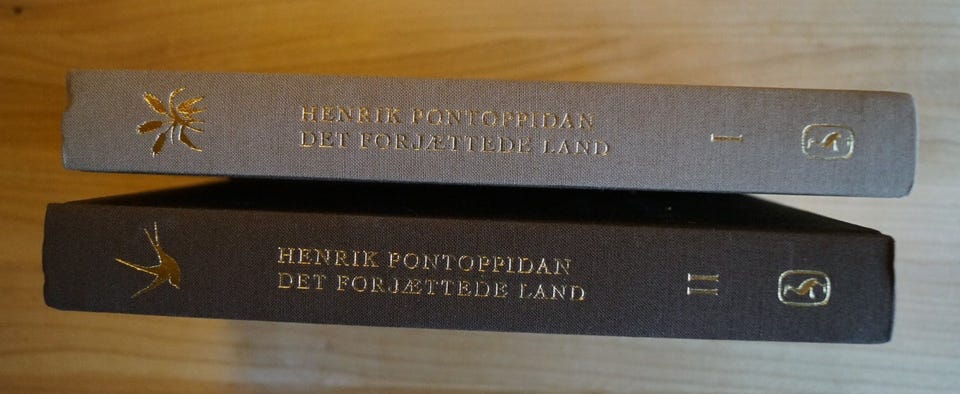 HENRIK PONTOPPIDAN
DET FORJÆTTEDE LAND
I
HENRIK PONTOPPIDAN
DET FORJÆTTEDE LAND
II